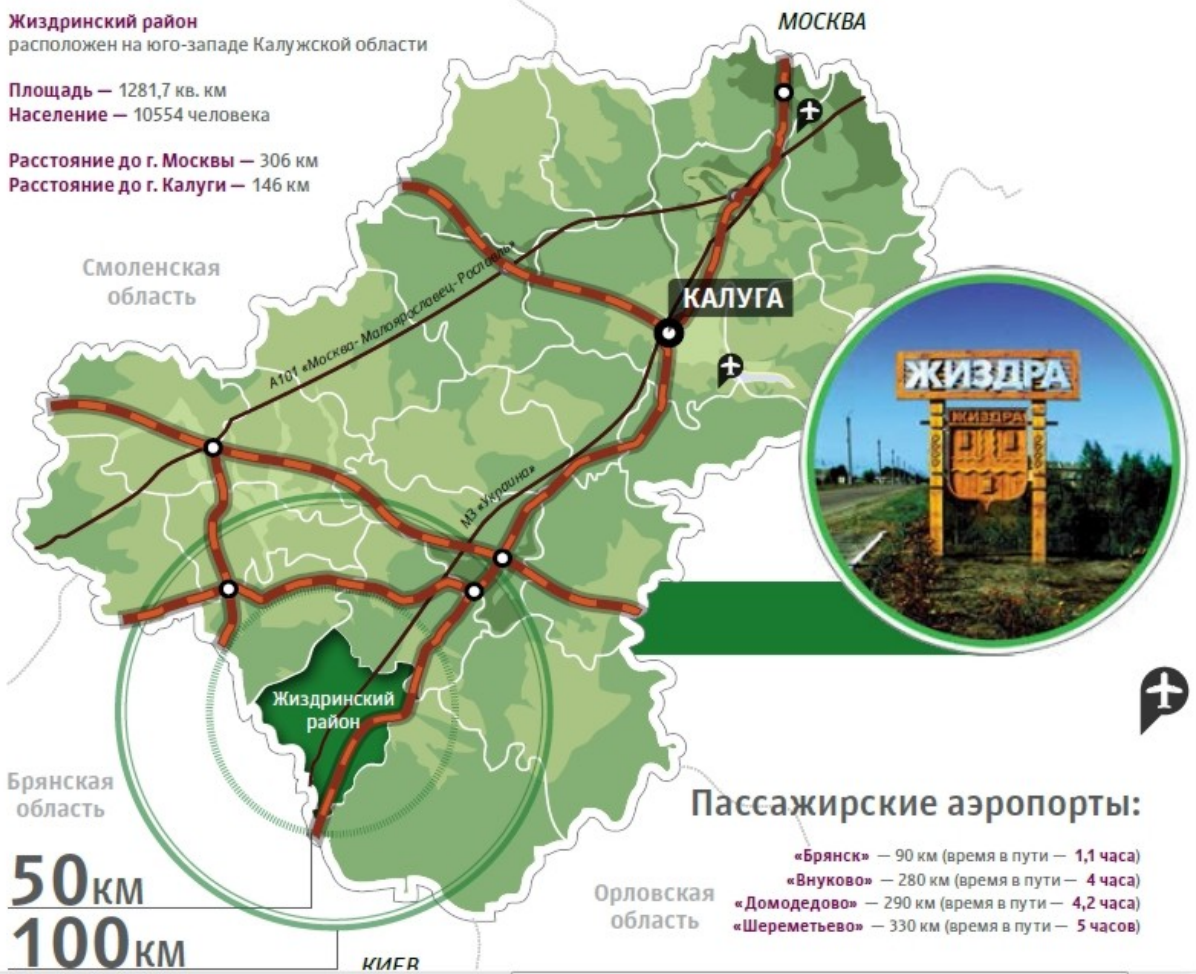 Жиздринский район
расположен на юго-западе Калужской области
Площадь — 1281,7 кв. км
Население — 10554 человека
Расстояние до г. Москвы — 306 км
Расстояние до г. Калуги — 146 км
МОСКВА
Смоленская
область
А101 «Москва- Малоярославец-Рославль»
КАЛУГА
ЖИЗДРА
ЖИЗДРА
М3 «Украина»
Жиздринский
район
Брянская
область
50км
100км
КИЕВ
Орловская
область
Пассажирские аэропорты:
«Брянск» — 90 км (время в пути — 1,1 часа)
«Внуково» — 280 км (время в пути — 4 часа)
«Домодедово» — 290 км (время в пути — 4,2 часа)
«Шереметьево» — 330 км (время в пути — 5 часов)